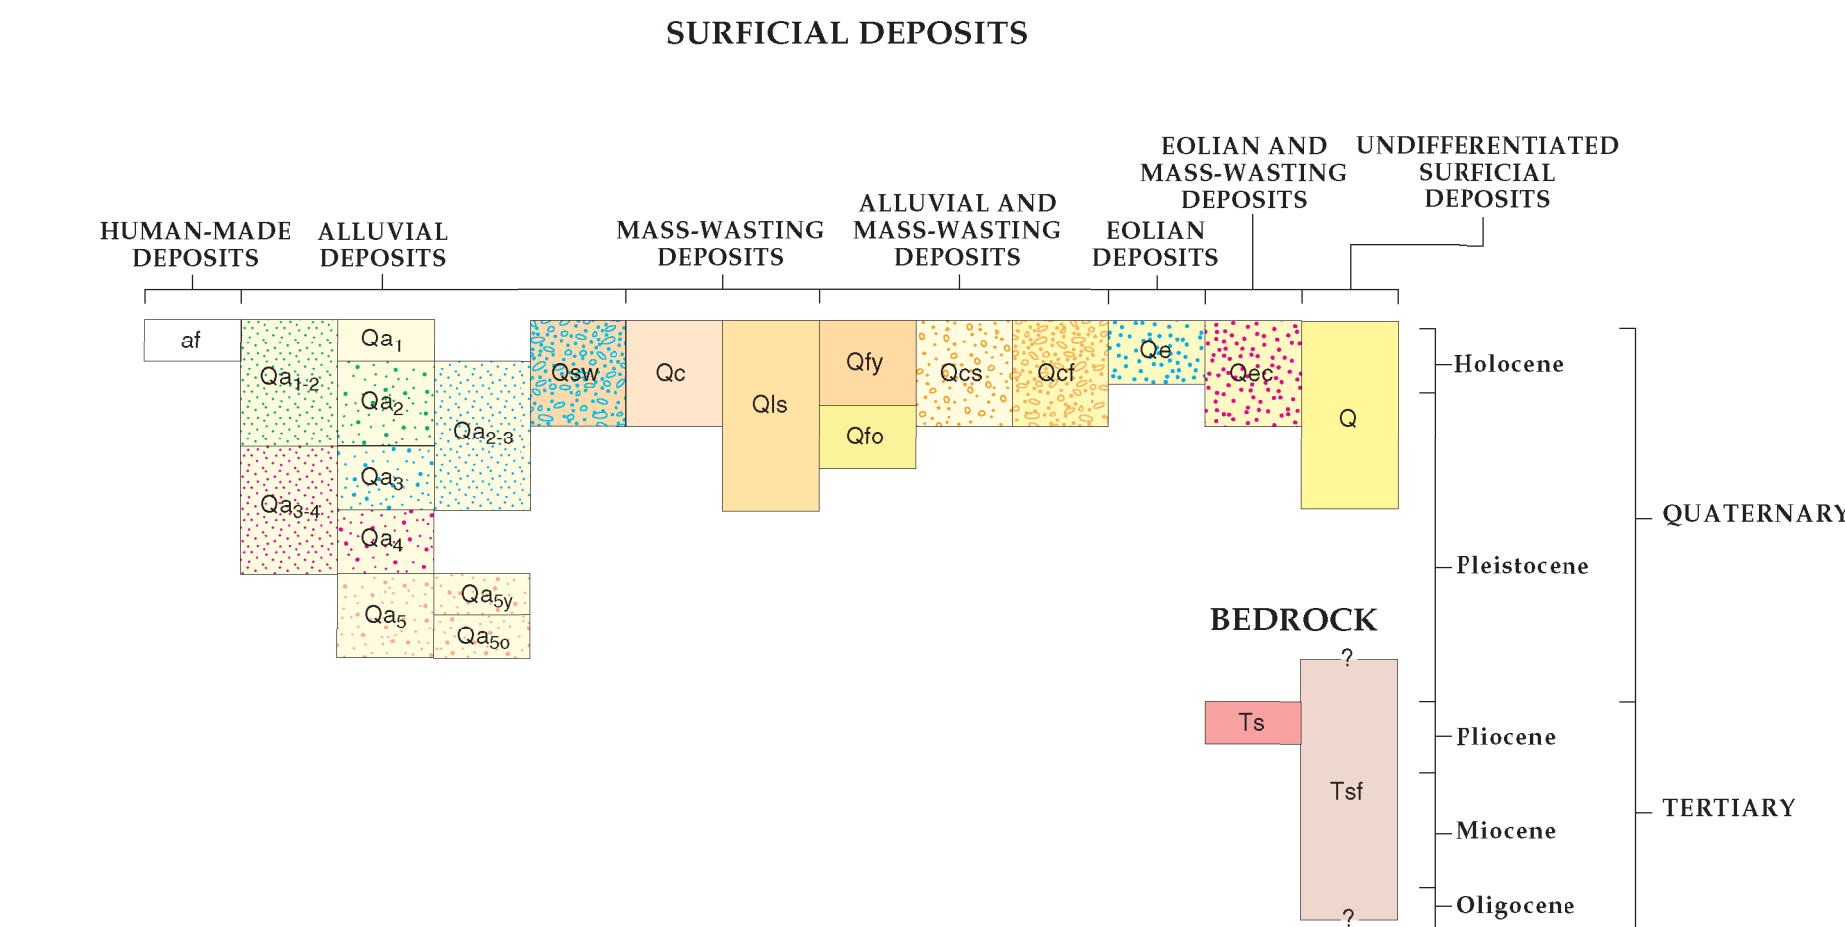 SURFICIAL DEPOSITS
EOLIAN AND
MASS-WASTING
DEPOSITS
UNDIFFERENTIATED
SURFICIAL
DEPOSITS
HUMAN-MADE
DEPOSITS
ALLUVIAL
DEPOSITS
MASS-WASTING
DEPOSITS
ALLUVIAL AND
MASS-WASTING
DEPOSITS
EOLIAN
DEPOSITS
af
Qa1-2
Qa1
Qa2
Qa2-3
Qa3
Qa3-4
Qa4
Qa5
Qa5y
Qa5o
Qsw
Qc
Qls
Qfy
Qfo
Qcs
Qcf
Qe
Qec
Q
Holocene
Pleistocene
QUATERNARY
BEDROCK
?
Ts
Tsf
?
Pliocene
Miocene
Oligocene
TERTIARY